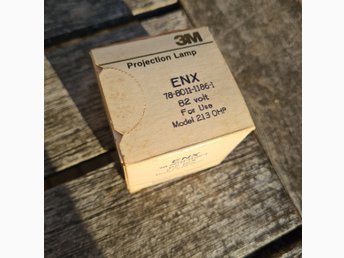 3M
Projection Lamp
ENX
78-8011-1186-1
82 volt
For Use
Model 213 OHP
ENX